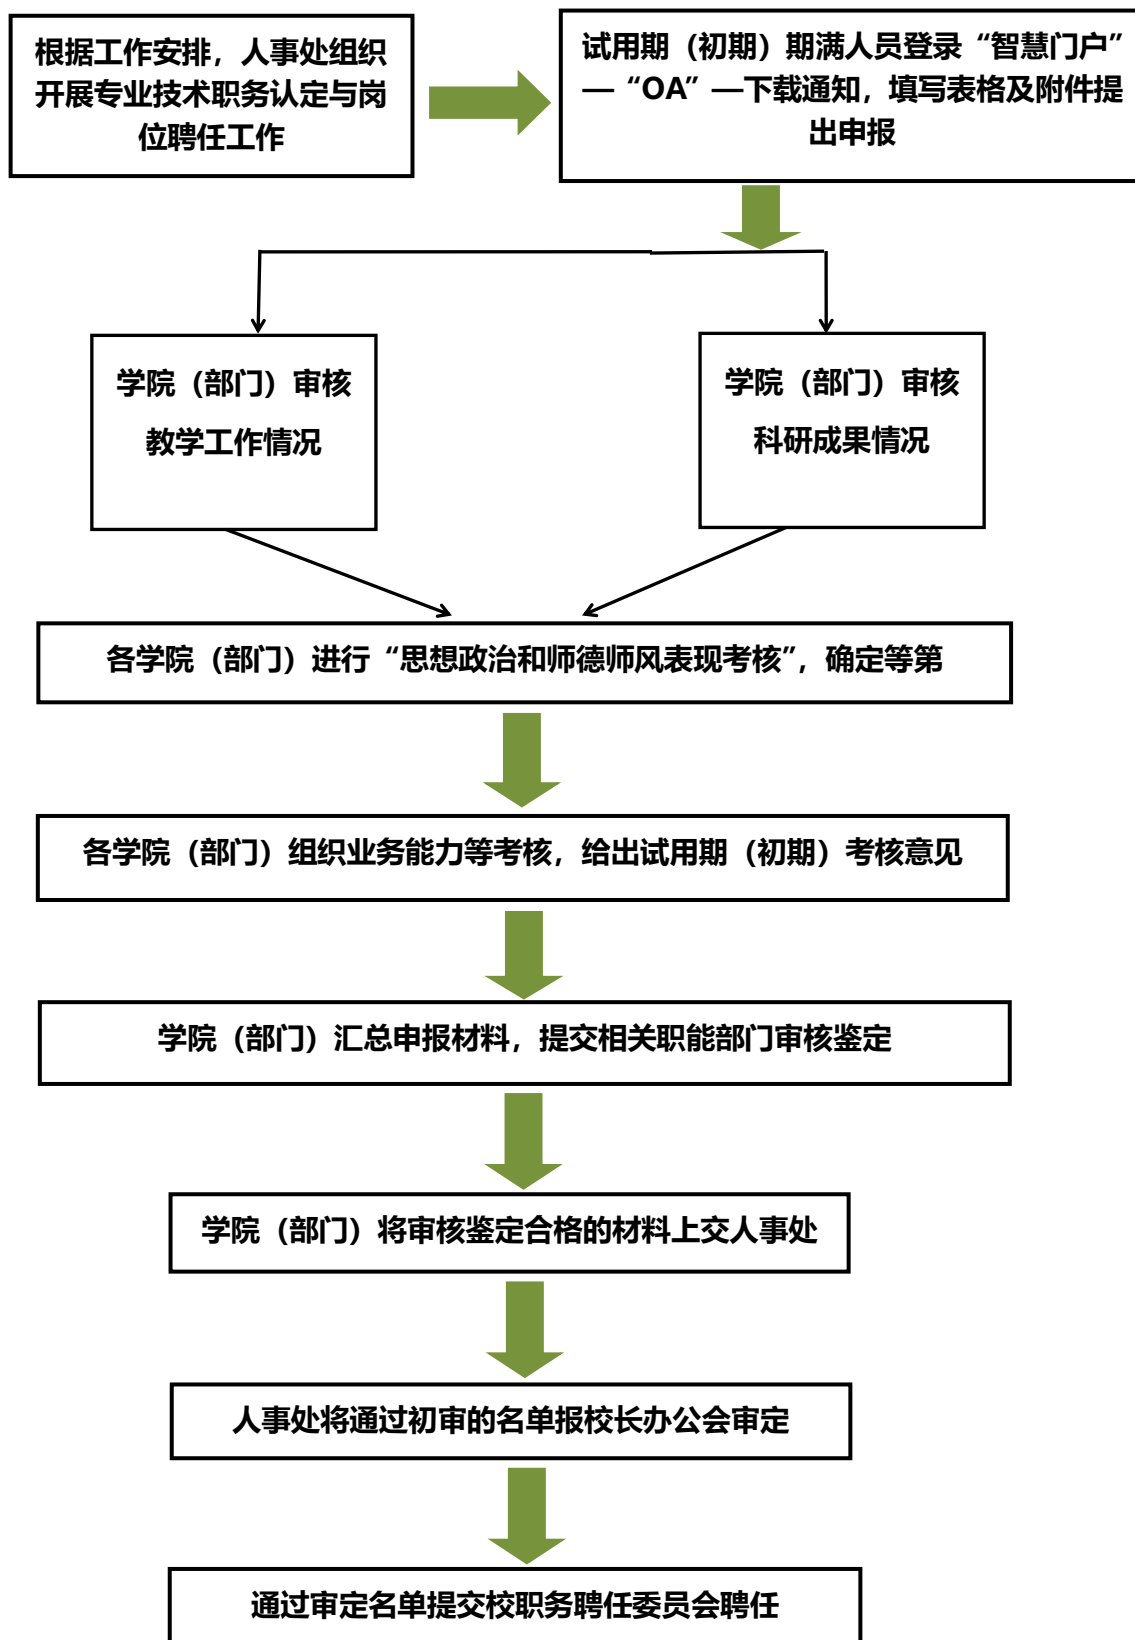 根据工作安排，人事处组织
开展专业技术职务认定与岗
位聘任工作
试用期（初期）期满人员登录“智慧门户”
—“OA”—下载通知，填写表格及附件提
出申报
学院（部门）审核
教学工作情况
学院（部门）审核
科研成果情况
各学院（部门）进行“思想政治和师德师风表现考核”，确定等第
各学院（部门）组织业务能力等考核，给出试用期（初期）考核意见
学院（部门）汇总申报材料，提交相关职能部门审核鉴定
学院（部门）将审核鉴定合格的材料上交人事处
人事处将通过初审的名单报校长办公会审定
通过审定名单提交校职务聘任委员会聘任